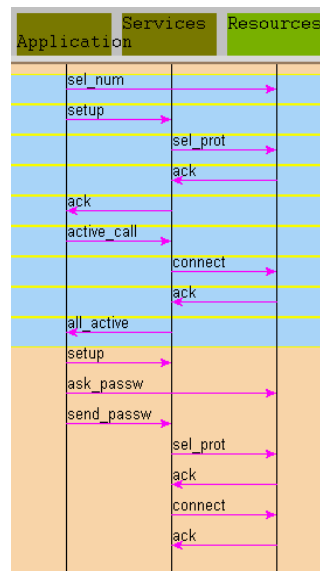 Services Resources
Application
sel_num
setup
sel_prot
ack
ack
active_call
connect
ack
all_active
setup
ask_passw
send_passw
sel_prot
ack
connect
ack